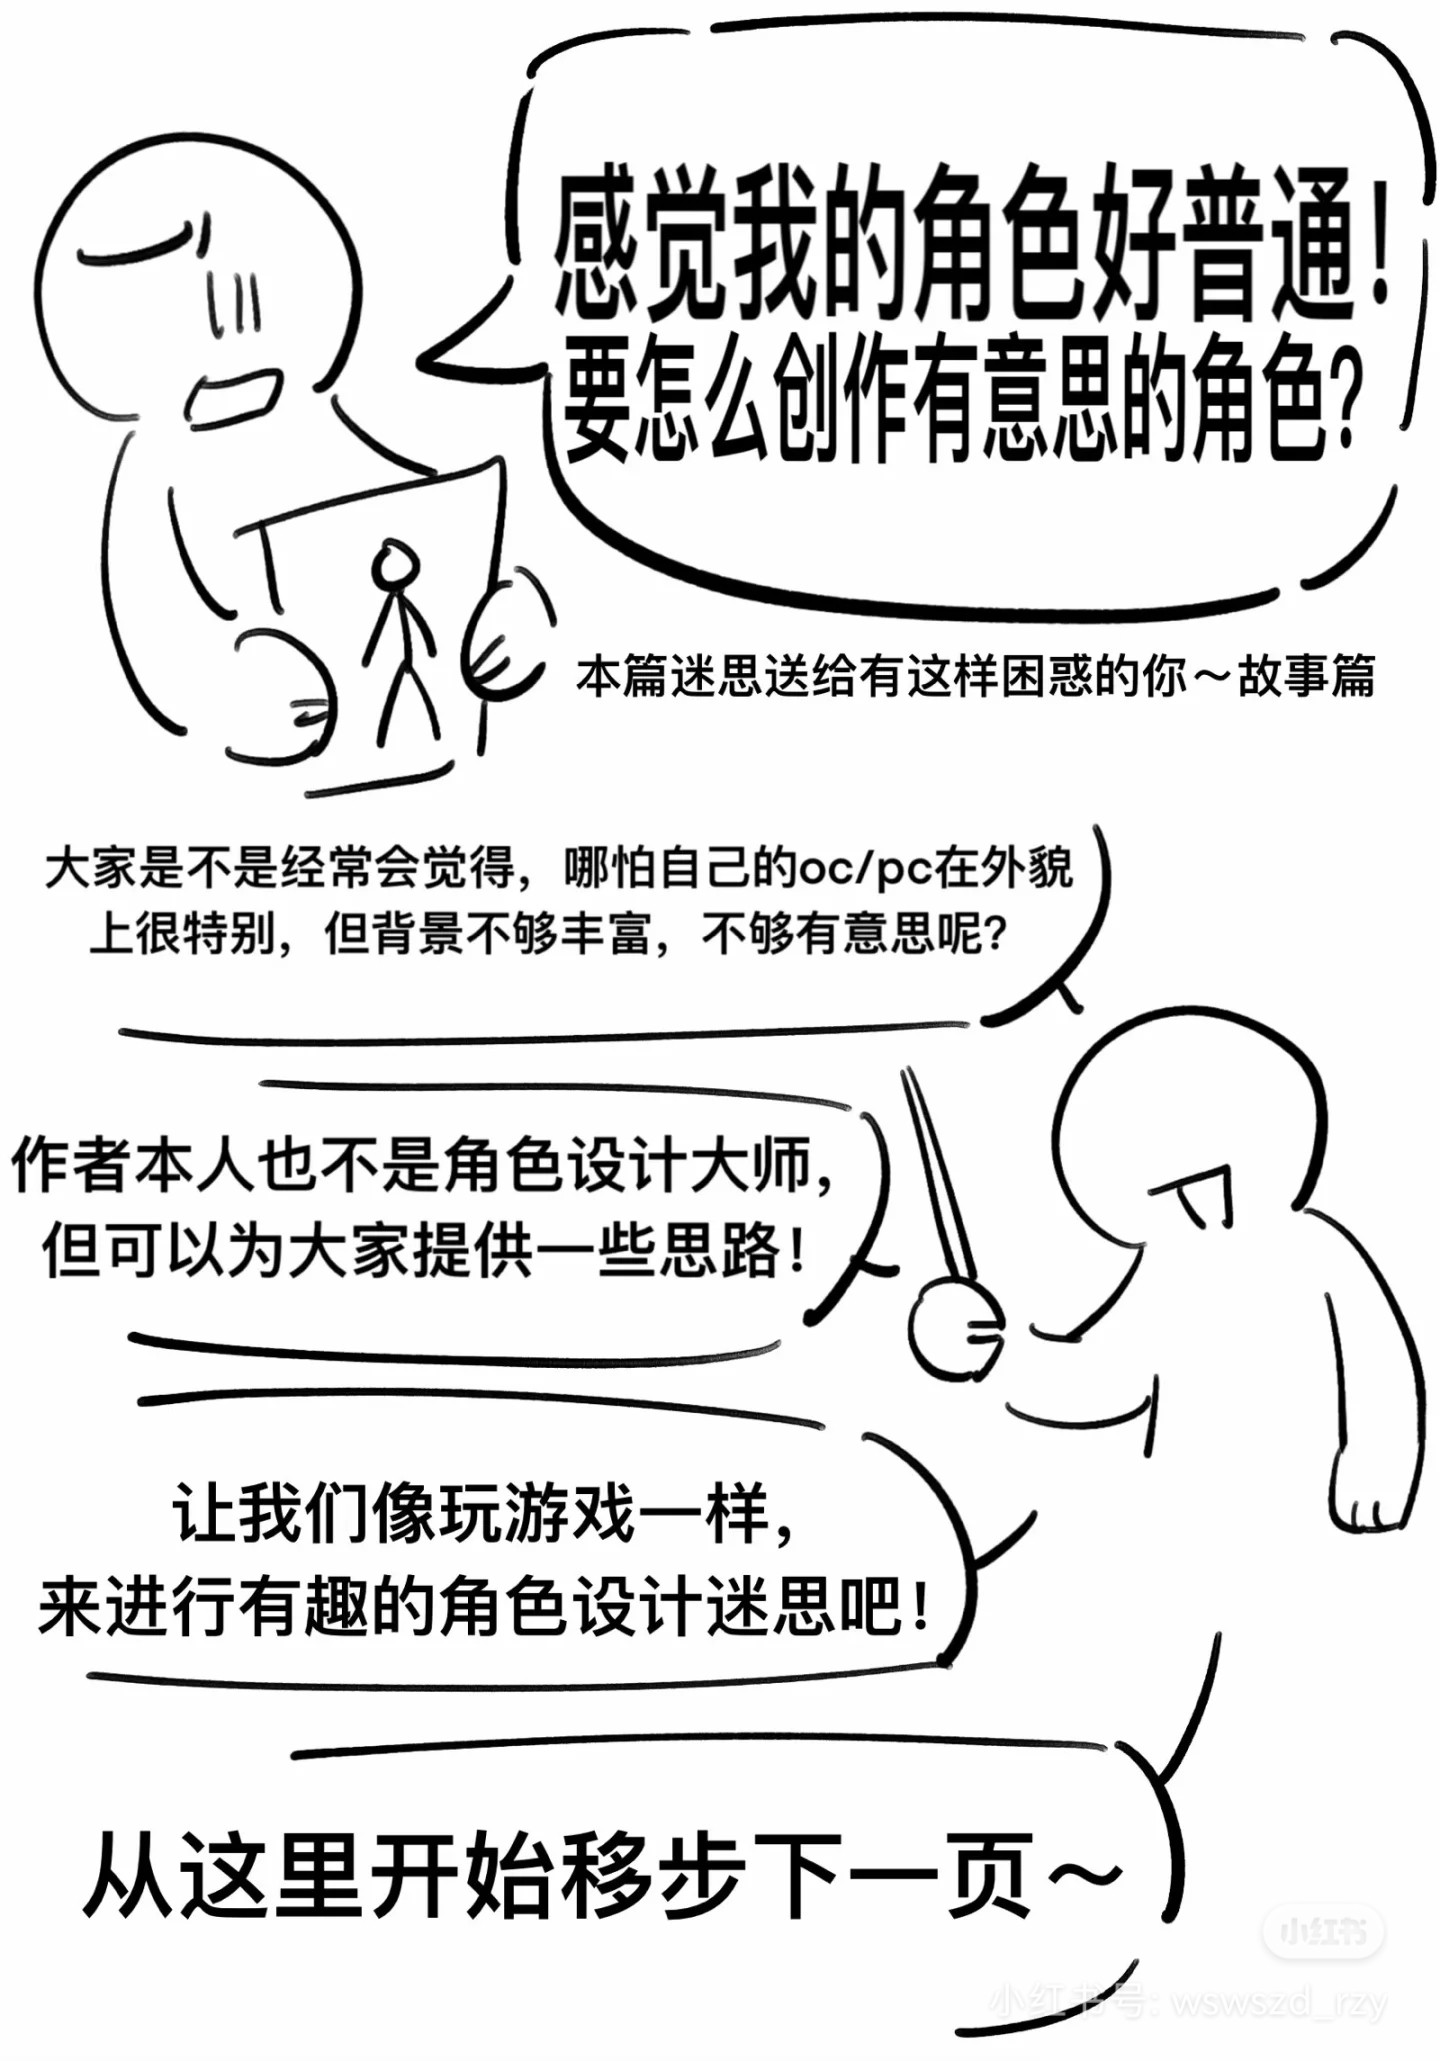 感觉我的角色好普通！
要怎么创作有意思的角色？
本篇迷思送给有这样困惑的你～故事篇
大家是不是经常会觉得，哪怕自己的oc/pc在外貌
上很特别，但背景不够丰富，不够有意思呢？
作者本人也不是角色设计大师，
但可以为大家提供一些思路！
让我们像玩游戏一样，
来进行有趣的角色设计迷思吧！
从这里开始移步下一页～
小红书
小红书号: wswszd_rzy